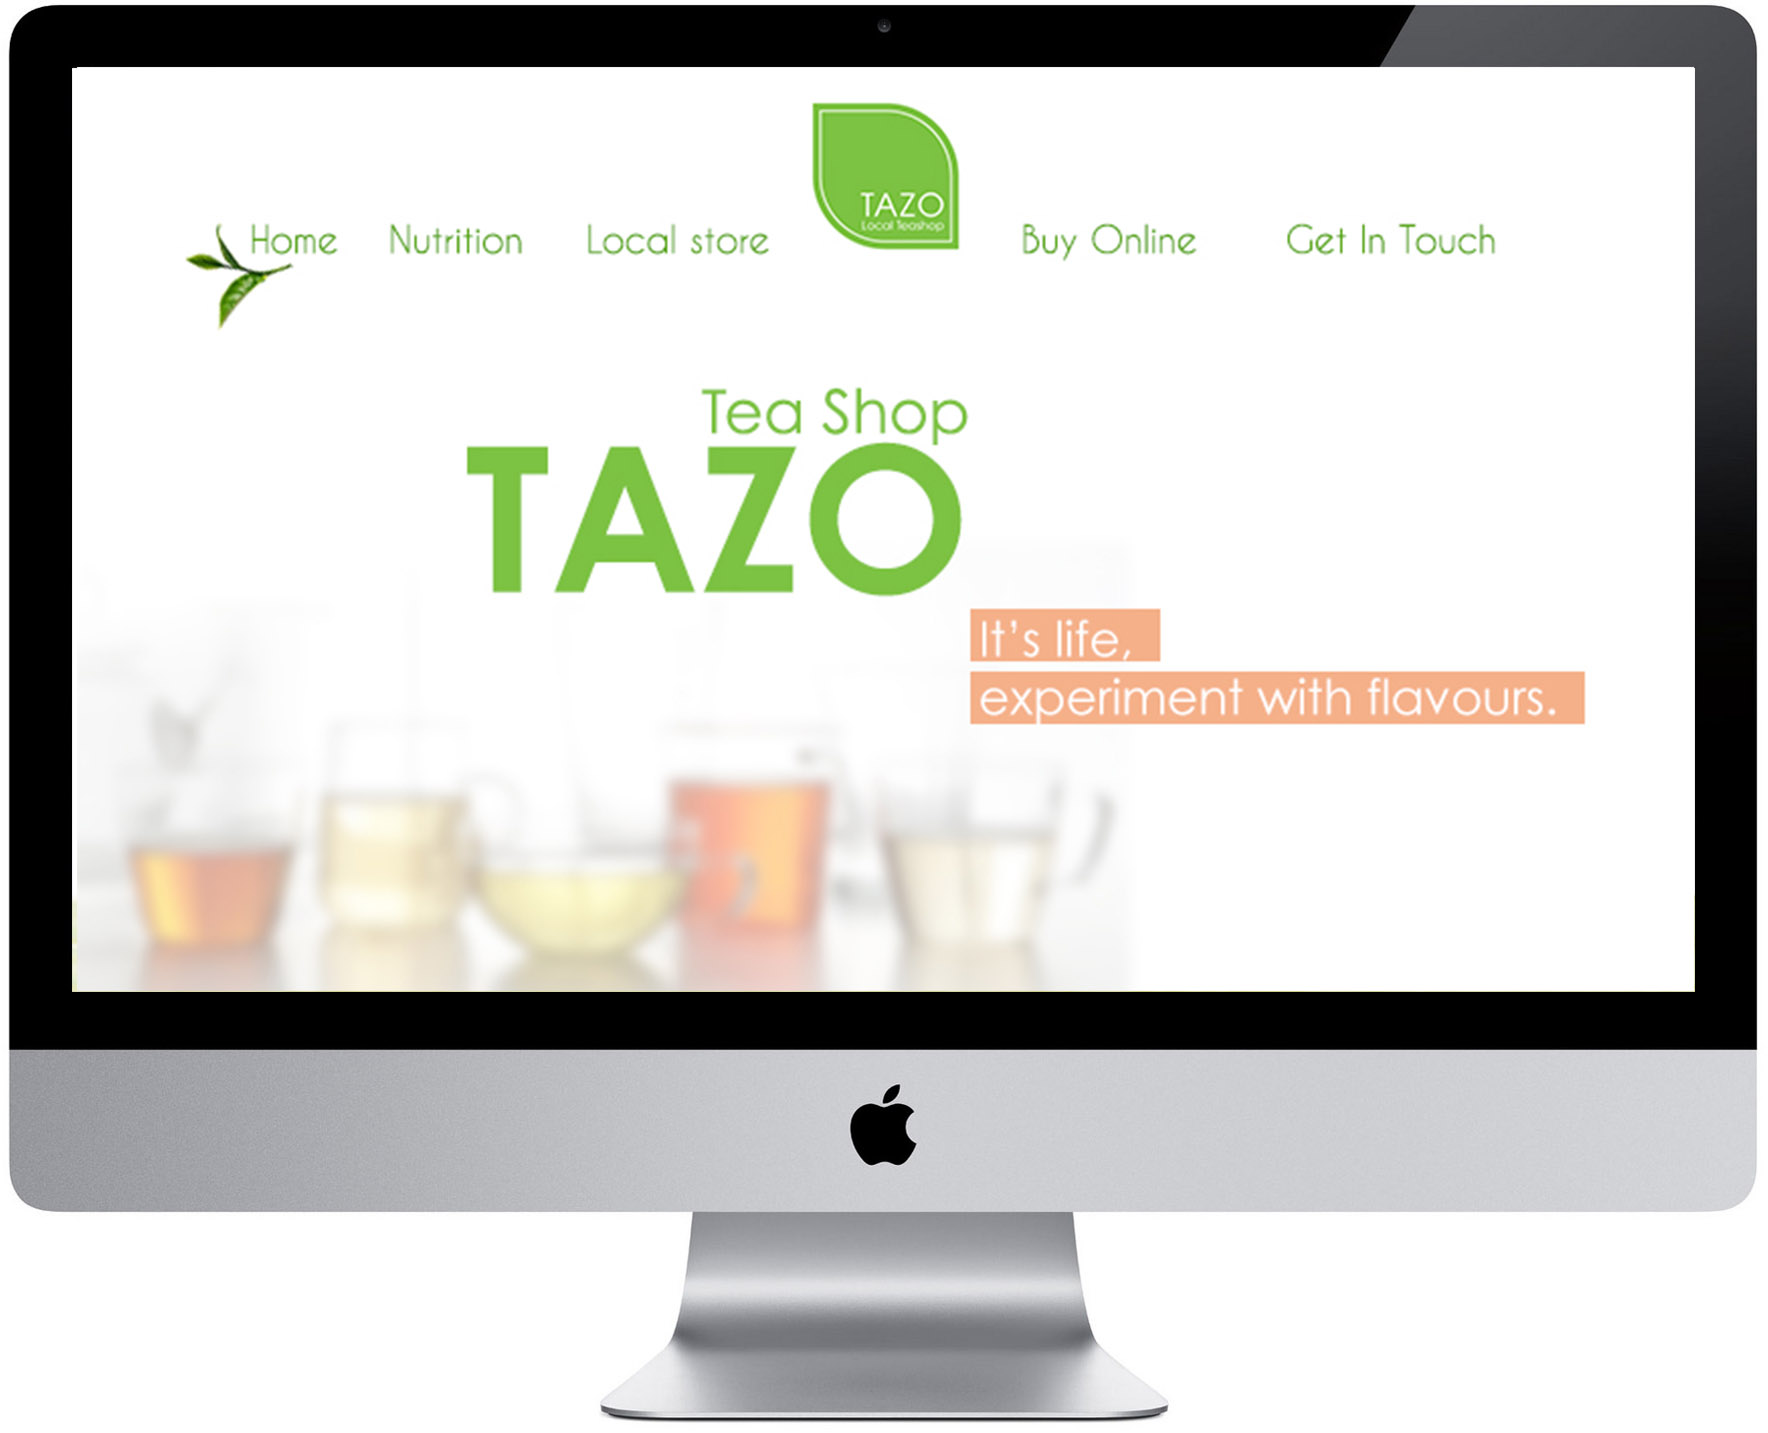 TAZO
Local Teashop
Home Nutrition Local store Buy Online Get In Touch
Tea Shop
TAZO
It's life,
experiment with flavours.